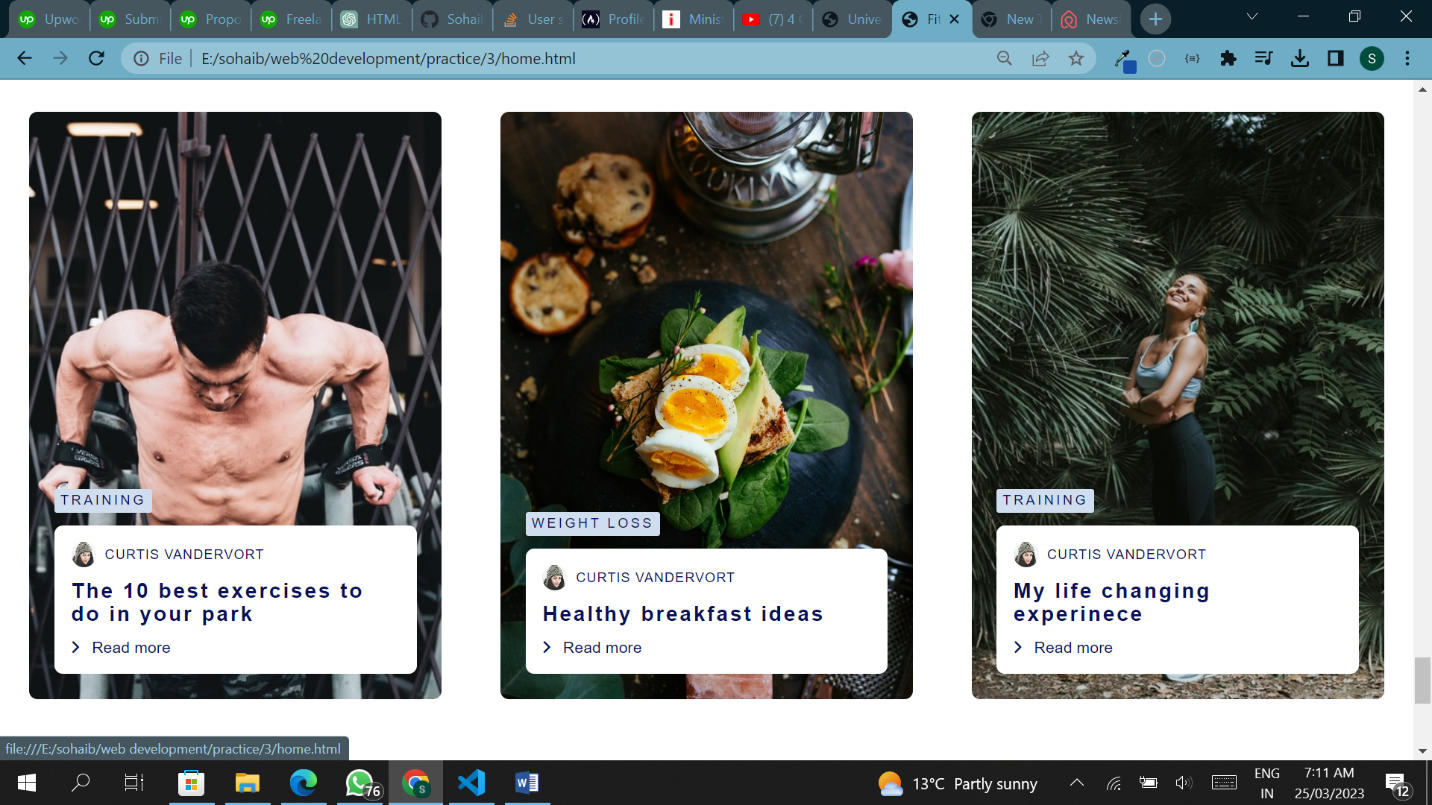 Upwo
Subm
Propo
Freela
HTML
Sohail
User s
Profile
Minis
(7) 4
Unive
Fit
New T
News
File
E:/sohaib/web%20development/practice/3/home.html
S
TRAINING
CURTIS VANDERVORT
The 10 best exercises to
do in your park
Read more
WEIGHT LOSS
CURTIS VANDERVORT
Healthy breakfast ideas
Read more
TRAINING
CURTIS VANDERVORT
My life changing
experinece
Read more
file:///E:/sohaib/web development/practice/3/home.html
76
S
13°C Partly sunny
ENG
IN
7:11 AM
25/03/2023
12